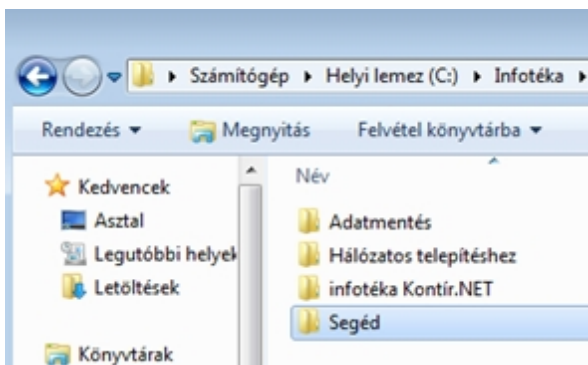 Számítógép ▸ Helyi lemez (C:) ▸ Infotéka ▸
Rendezés Megnyitás Felvétel könyvtárba
Kedvencek
Asztal
Legutóbbi helyek
Letöltések
Könyvtárak
Név
Adatmentés
Hálózatos telepítéshez
infotéka Kontír.NET
Segéd